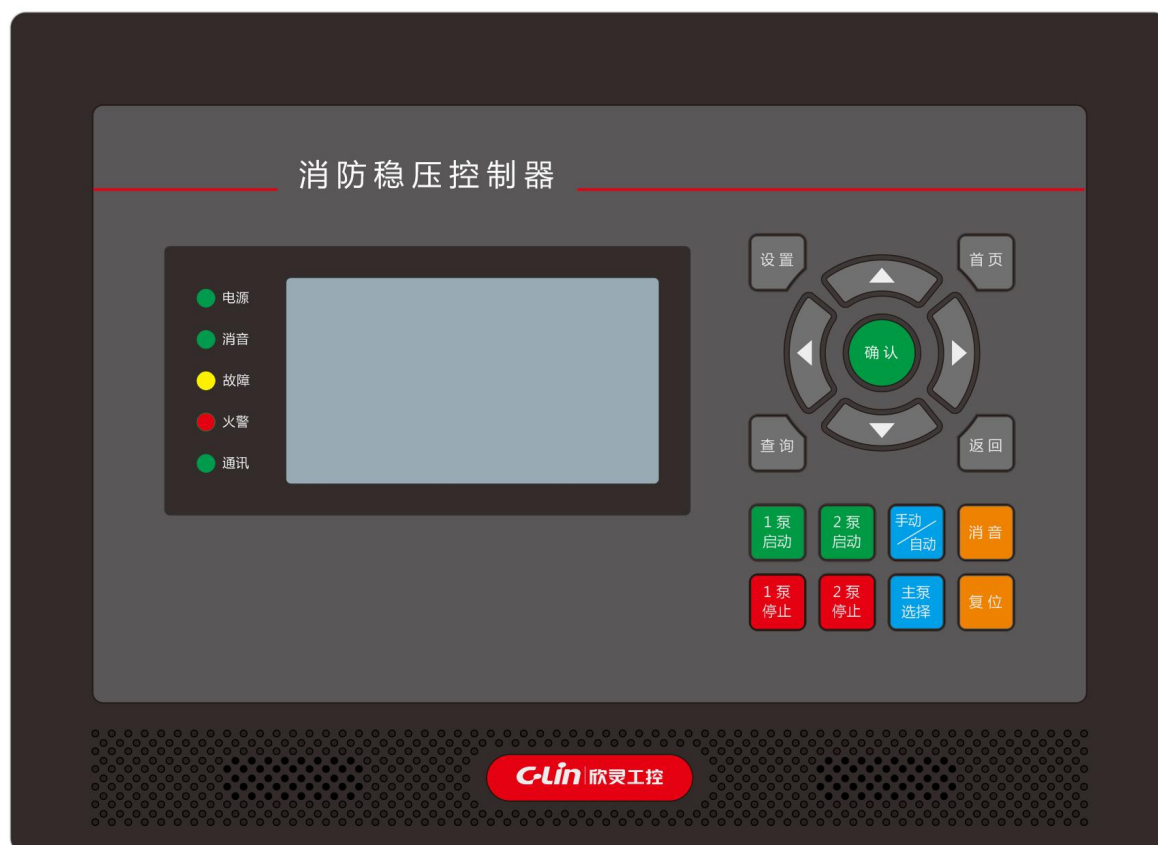 消防稳压控制器
电源
消音
故障
火警
通讯
设置
首页
确认
查询
返回
1泵
启动
2泵
启动
手动
自动
消音
1泵
停止
2泵
停止
主泵
选择
复位
C-Lin 欣灵工控